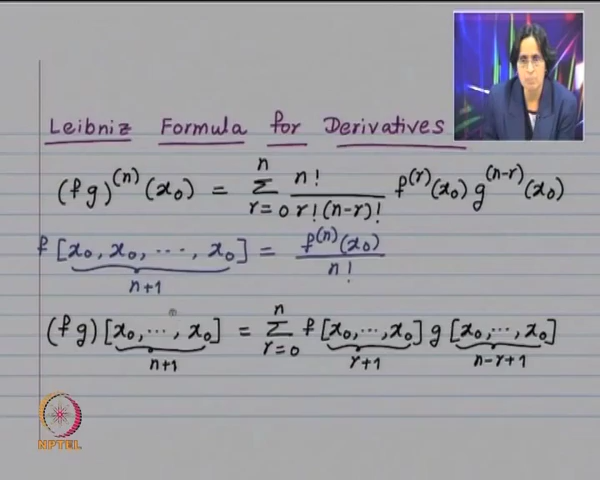 Leibniz Formula for Derivatives
(fg)^(n)(x₀) = Σ_{r=0}^{n} n!/(r!(n-r)!) f^(r)(x₀) g^(n-r)(x₀)
f[x₀, x₀, ⋯, x₀] = f^(n)(x₀)/n!
n+1
(fg)[x₀, ⋯, x₀] = Σ_{r=0}^{n} f[x₀, ⋯, x₀] g[x₀, ⋯, x₀]
n+1 r+1 n-r+1
NPTEL